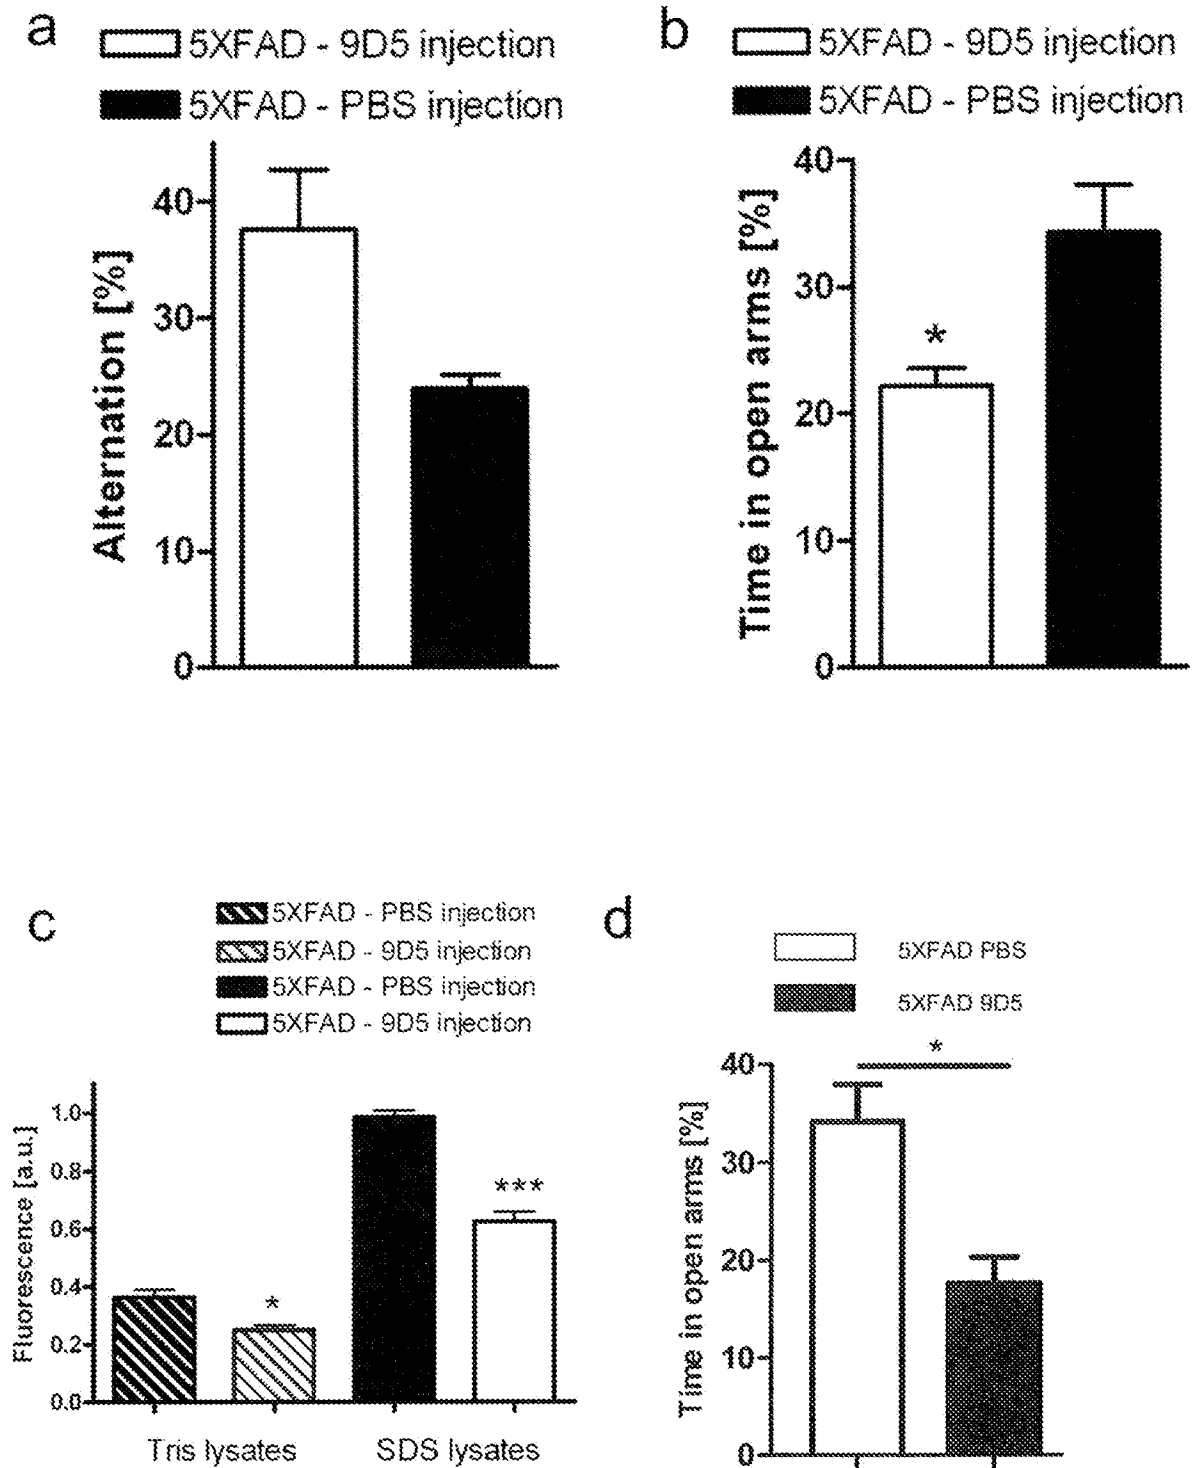 a
5XFAD - 9D5 injection
5XFAD - PBS injection
40
30
20
10
0
Alternation [%]
b
5XFAD - 9D5 injection
5XFAD - PBS injection
40
30
20
10
0
Time in open arms [%]
*
c
5XFAD - PBS injection
5XFAD - 9D5 injection
5XFAD - PBS injection
5XFAD - 9D5 injection
1.0
0.8
0.6
0.4
0.2
0.0
Fluorescence [a.u.]
*
***
Tris lysates
SDS lysates
d
5XFAD PBS
5XFAD 9D5
*
40
30
20
10
0
Time in open arms [%]